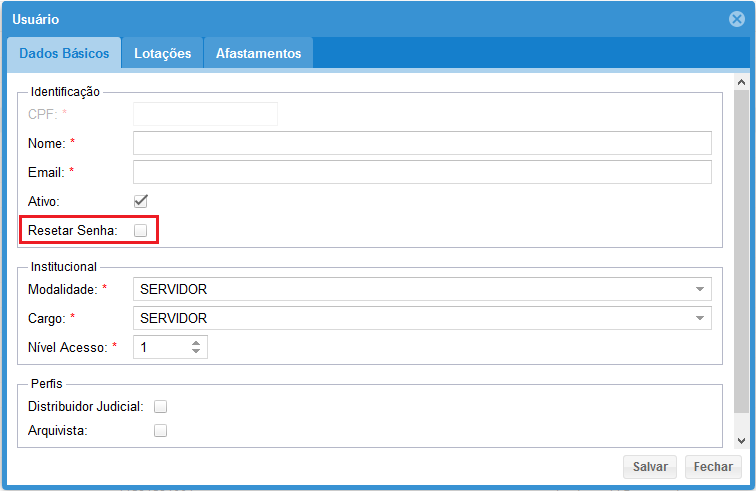 Usuário
Dados Básicos Lotações Afastamentos
Identificação
CPF: *
Nome: *
Email: *
Ativo:
Resetar Senha:
Institucional
Modalidade: * SERVIDOR
Cargo: * SERVIDOR
Nível Acesso: * 1
Perfis
Distribuidor Judicial:
Arquivista:
Salvar Fechar